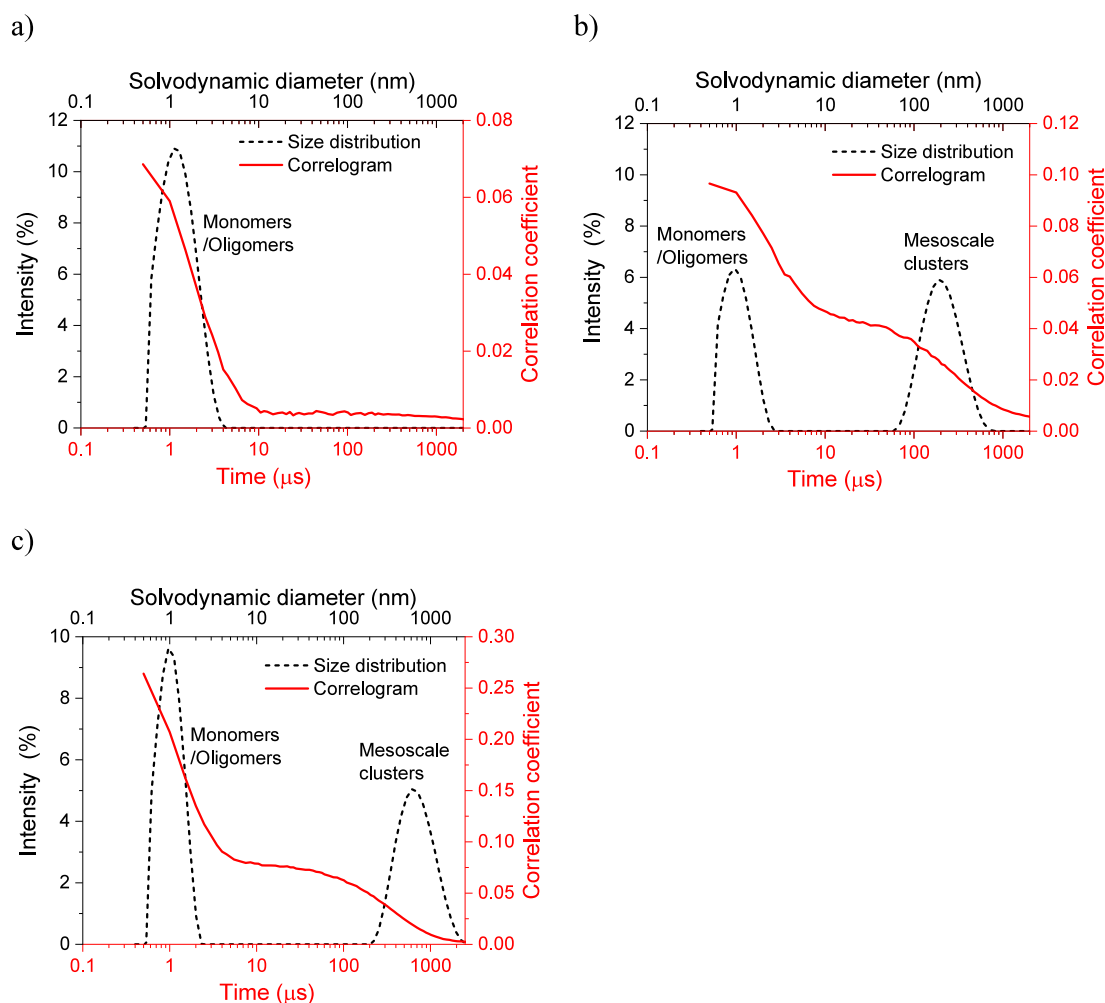 a)
Solvodynamic diameter (nm)
0.1 1 10 100 1000
12
10
8
6
4
2
0
Intensity (%)
Size distribution
Correlogram
Monomers
/Oligomers
0.08
0.06
0.04
0.02
0.00
Correlation coefficient
0.1 1 10 100 1000
Time (μs)
b)
Solvodynamic diameter (nm)
0.1 1 10 100 1000
12
10
8
6
4
2
0
Intensity (%)
Size distribution
Correlogram
Monomers
/Oligomers
Mesoscale
clusters
0.12
0.10
0.08
0.06
0.04
0.02
0.00
Correlation coefficient
0.1 1 10 100 1000
Time (μs)
c)
Solvodynamic diameter (nm)
0.1 1 10 100 1000
10
8
6
4
2
0
Intensity (%)
Size distribution
Correlogram
Monomers
/Oligomers
Mesoscale
clusters
0.30
0.25
0.20
0.15
0.10
0.05
0.00
Correlation coefficient
0.1 1 10 100 1000
Time (μs)